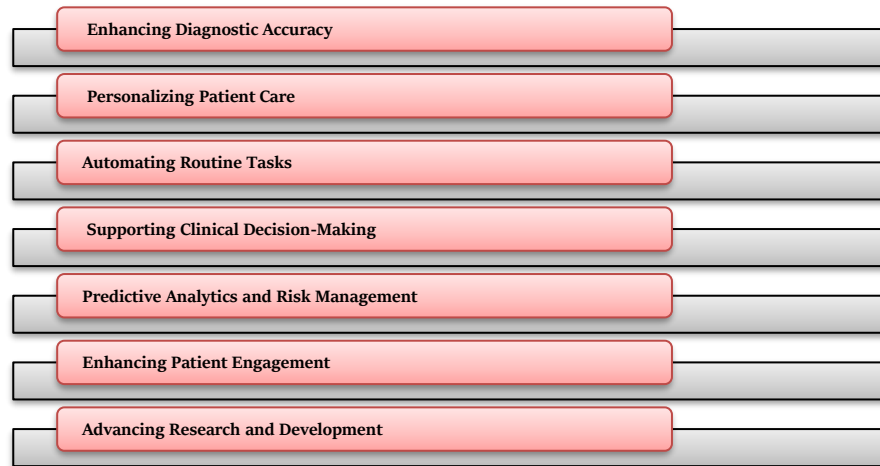 Enhancing Diagnostic Accuracy
Personalizing Patient Care
Automating Routine Tasks
Supporting Clinical Decision-Making
Predictive Analytics and Risk Management
Enhancing Patient Engagement
Advancing Research and Development